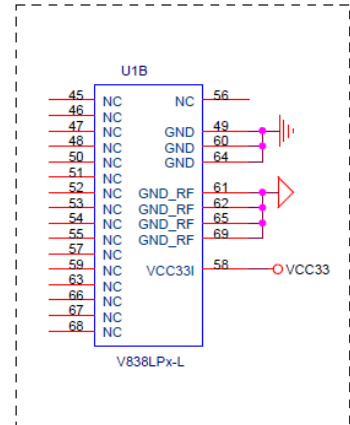 U1B
45 NC NC 56
46 NC
47 NC GND 49
48 NC GND 60
50 NC GND 64
51 NC
52 NC GND_RF 61
53 NC GND_RF 62
54 NC GND_RF 65
55 NC GND_RF 69
57 NC
59 NC VCC33I 58 VCC33
63 NC
66 NC
67 NC
68 NC
V838LPx-L